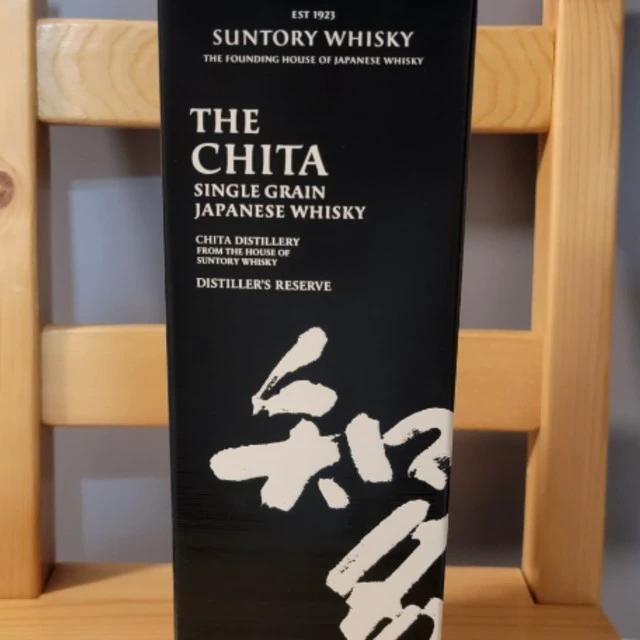 EST 1923
SUNTORY WHISKY
THE FOUNDING HOUSE OF JAPANESE WHISKY
THE
CHITA
SINGLE GRAIN
JAPANESE WHISKY
CHITA DISTILLERY
FROM THE HOUSE OF
SUNTORY WHISKY
DISTILLER'S RESERVE
知